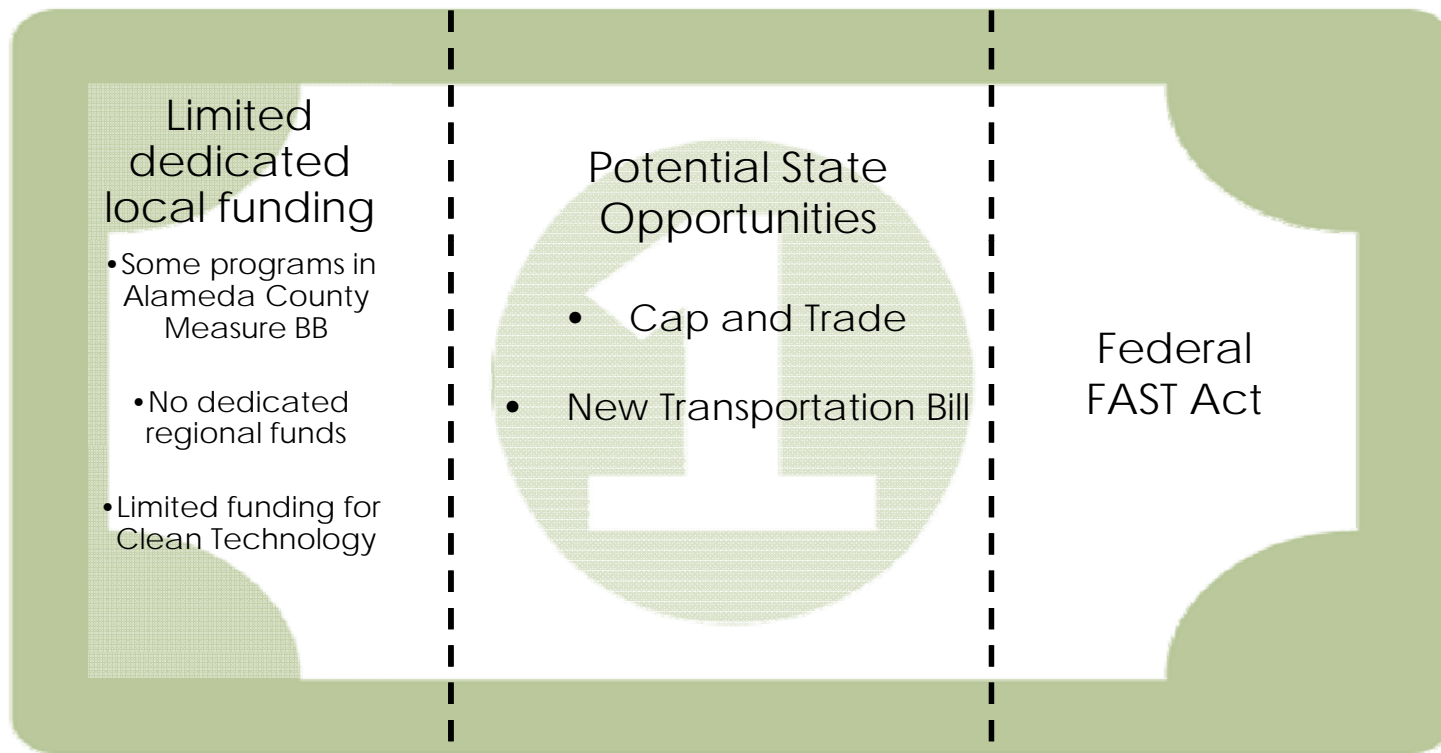 Limited
dedicated
local funding
•Some programs in
Alameda County
Measure BB
•No dedicated
regional funds
•Limited funding for
Clean Technology
Potential State
Opportunities
• Cap and Trade
• New Transportation Bill
1
Federal
FAST Act